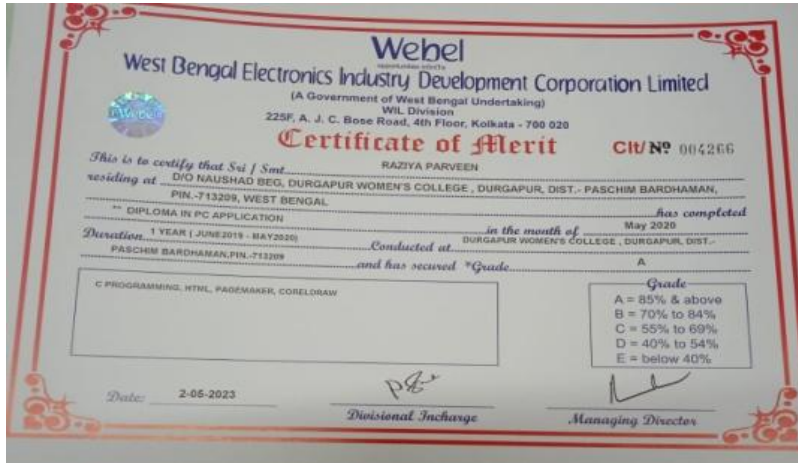 Webel
West Bengal Electronics Industry Development Corporation Limited
(A Government of West Bengal Undertaking)
WIL Division
225F, A. J. C. Bose Road, 4th Floor, Kolkata - 700 020
Certificate of Merit
Clt/ Nº 004266
This is to certify that Sri / Smt. RAZIYA PARVEEN
residing at D/O NAUSHAD BEG, DURGAPUR WOMEN'S COLLEGE , DURGAPUR, DIST.- PASCHIM BARDHAMAN,
PIN.-713209, WEST BENGAL has completed
** DIPLOMA IN PC APPLICATION in the month of May 2020
Duration 1 YEAR ( JUNE2019 - MAY2020) Conducted at DURGAPUR WOMEN'S COLLEGE , DURGAPUR, DIST.-
PASCHIM BARDHAMAN,PIN.-713209 and has secured *Grade A
C PROGRAMMING, HTML, PAGEMAKER, CORELDRAW
Grade
A = 85% & above
B = 70% to 84%
C = 55% to 69%
D = 40% to 54%
E = below 40%
Date: 2-05-2023
Divisional Incharge
Managing Director